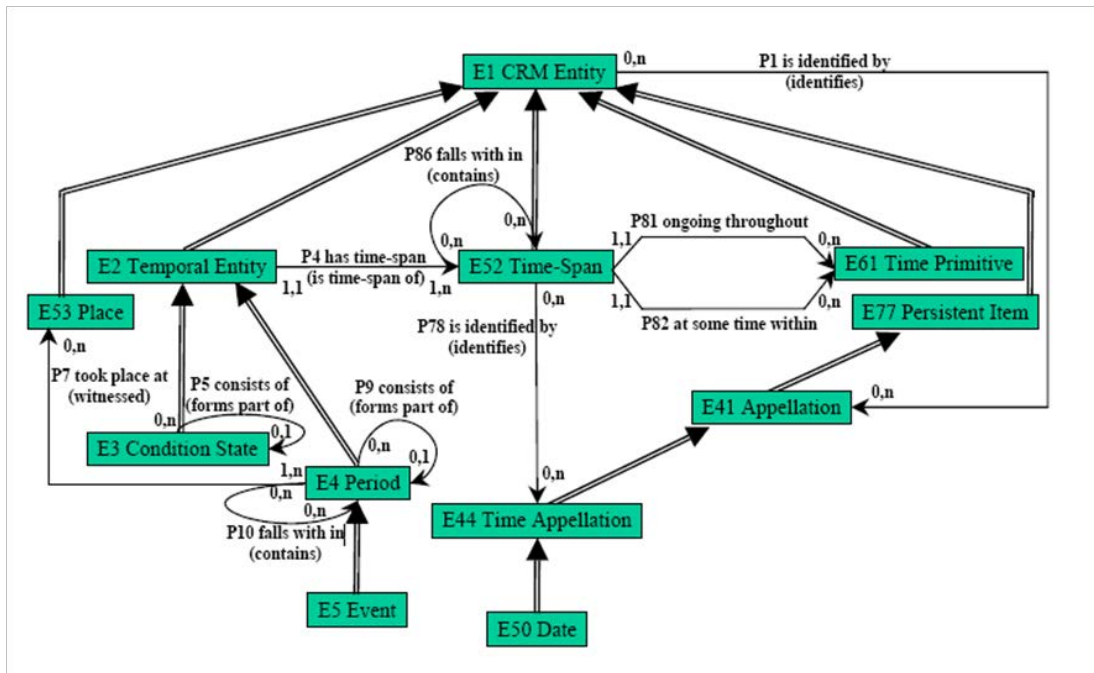 0,n
P1 is identified by
(identifies)
E1 CRM Entity
P86 falls with in
(contains)
0,n
0,n
P81 ongoing throughout
1,1
0,n
E2 Temporal Entity
P4 has time-span
(is time-span of)
1,1
1,n
E52 Time-Span
E61 Time Primitive
1,1
0,n
P82 at some time within
E53 Place
0,n
E77 Persistent Item
0,n
P78 is identified by
(identifies)
P7 took place at
(witnessed)
P5 consists of
(forms part of)
0,n
0,1
P9 consists of
(forms part of)
0,n
0,1
E41 Appellation
0,n
E3 Condition State
1,n
E4 Period
0,n
0,n
P10 falls with in
(contains)
0,n
E44 Time Appellation
E5 Event
E50 Date